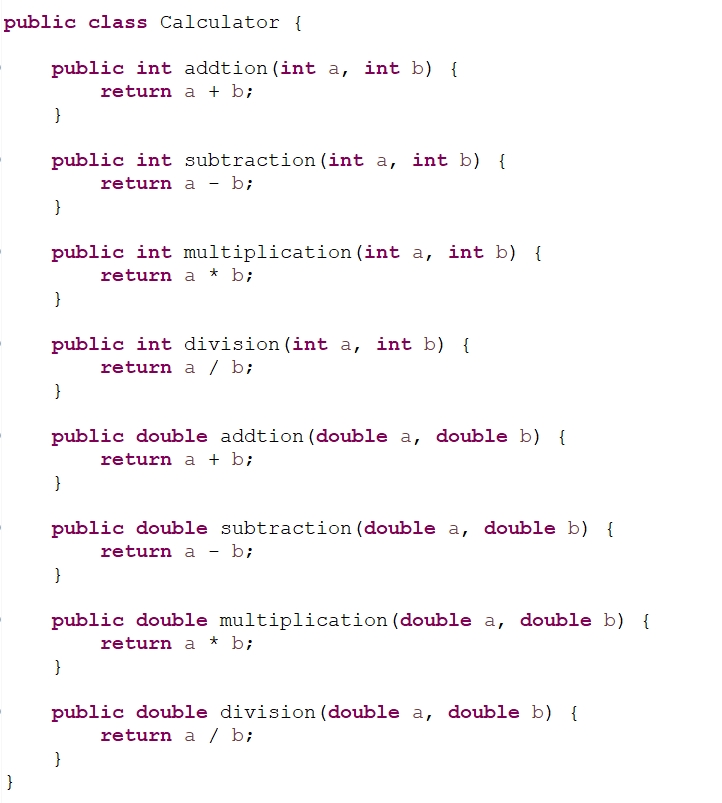 public class Calculator {
public int addtion(int a, int b) {
return a + b;
}
public int subtraction(int a, int b) {
return a - b;
}
public int multiplication(int a, int b) {
return a * b;
}
public int division(int a, int b) {
return a / b;
}
public double addtion(double a, double b) {
return a + b;
}
public double subtraction(double a, double b) {
return a - b;
}
public double multiplication(double a, double b) {
return a * b;
}
public double division(double a, double b) {
return a / b;
}
}